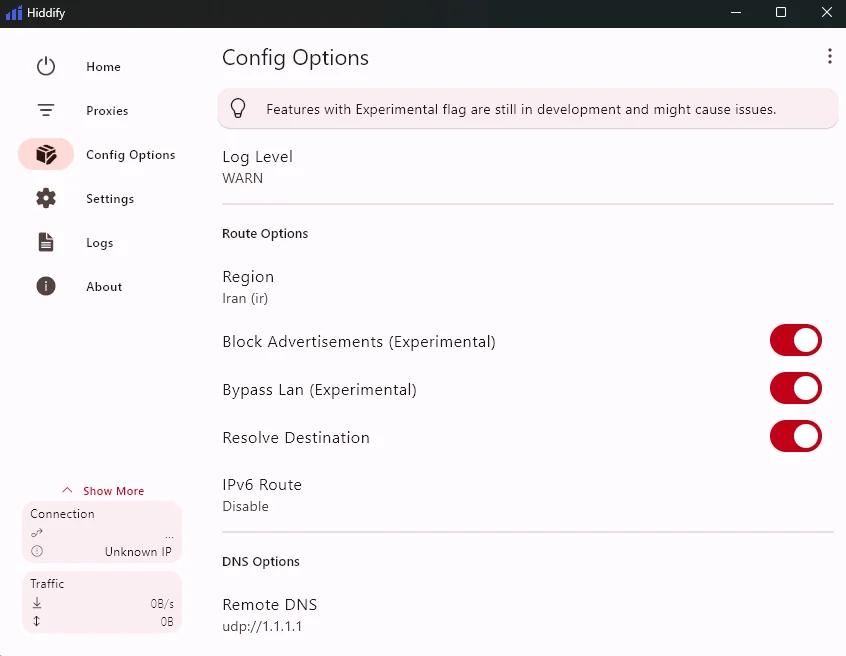 Hiddify
Home
Proxies
Config Options
Settings
Logs
About
Show More
Connection
...
Unknown IP
Traffic
0B/s
0B
Config Options
Features with Experimental flag are still in development and might cause issues.
Log Level
WARN
Route Options
Region
Iran (ir)
Block Advertisements (Experimental)
Bypass Lan (Experimental)
Resolve Destination
IPv6 Route
Disable
DNS Options
Remote DNS
udp://1.1.1.1